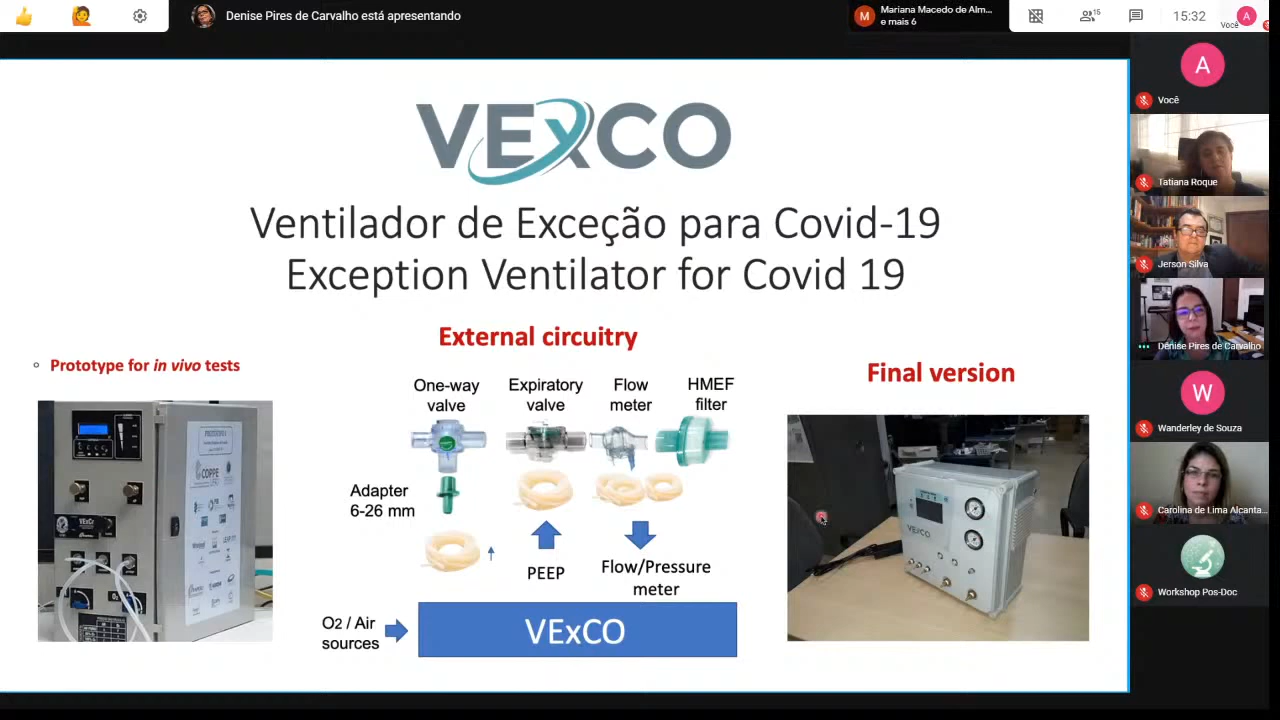 Denise Pires de Carvalho está apresentando
M
Mariana Macedo de Alm...
e mais 6
15
15:32
A
Você
VExCO
Ventilador de Exceção para Covid-19
Exception Ventilator for Covid 19
External circuitry
Prototype for in vivo tests
Final version
One-way
valve
Expiratory
valve
Flow
meter
HMEF
filter
Adapter
6-26 mm
PEEP
Flow/Pressure
meter
O2 / Air
sources
VExCO
COPPE
VExCO
A
Você
Tatiana Roque
Jerson Silva
Denise Pires de Carvalho
W
Wanderley de Souza
Carolina de Lima Alcanta...
Workshop Pos-Doc